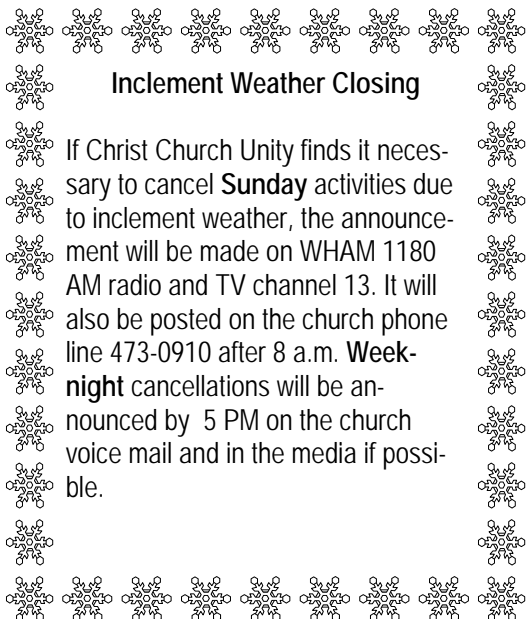 Inclement Weather Closing
If Christ Church Unity finds it neces-
sary to cancel Sunday activities due
to inclement weather, the announce-
ment will be made on WHAM 1180
AM radio and TV channel 13. It will
also be posted on the church phone
line 473-0910 after 8 a.m. Week-
night cancellations will be an-
nounced by  5 PM on the church
voice mail and in the media if possi-
ble.